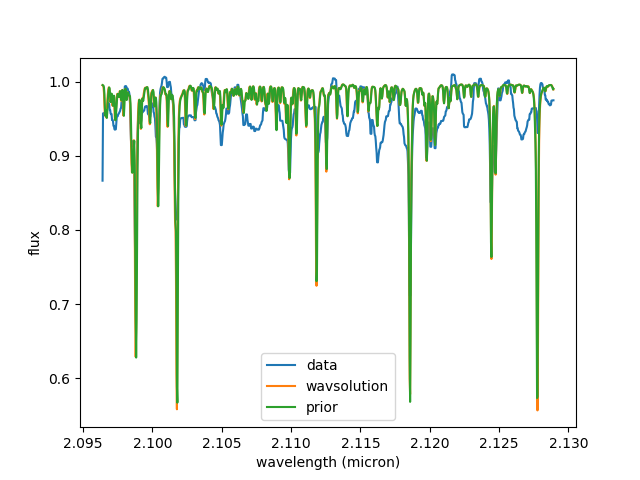 1.0
0.9
0.8
0.7
0.6
flux
data
wavsolution
prior
2.095 2.100 2.105 2.110 2.115 2.120 2.125 2.130
wavelength (micron)